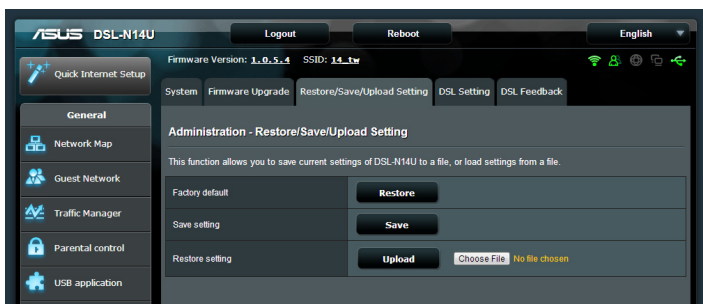 ASUS DSL-N14U Logout Reboot English
Quick Internet Setup
Firmware Version: 1.0.5.4 SSID: 14_tw
System Firmware Upgrade Restore/Save/Upload Setting DSL Setting DSL Feedback
General
Network Map
Guest Network
Traffic Manager
Parental control
USB application
Administration - Restore/Save/Upload Setting
This function allows you to save current settings of DSL-N14U to a file, or load settings from a file.
Factory default Restore
Save setting Save
Restore setting Upload Choose File No file chosen